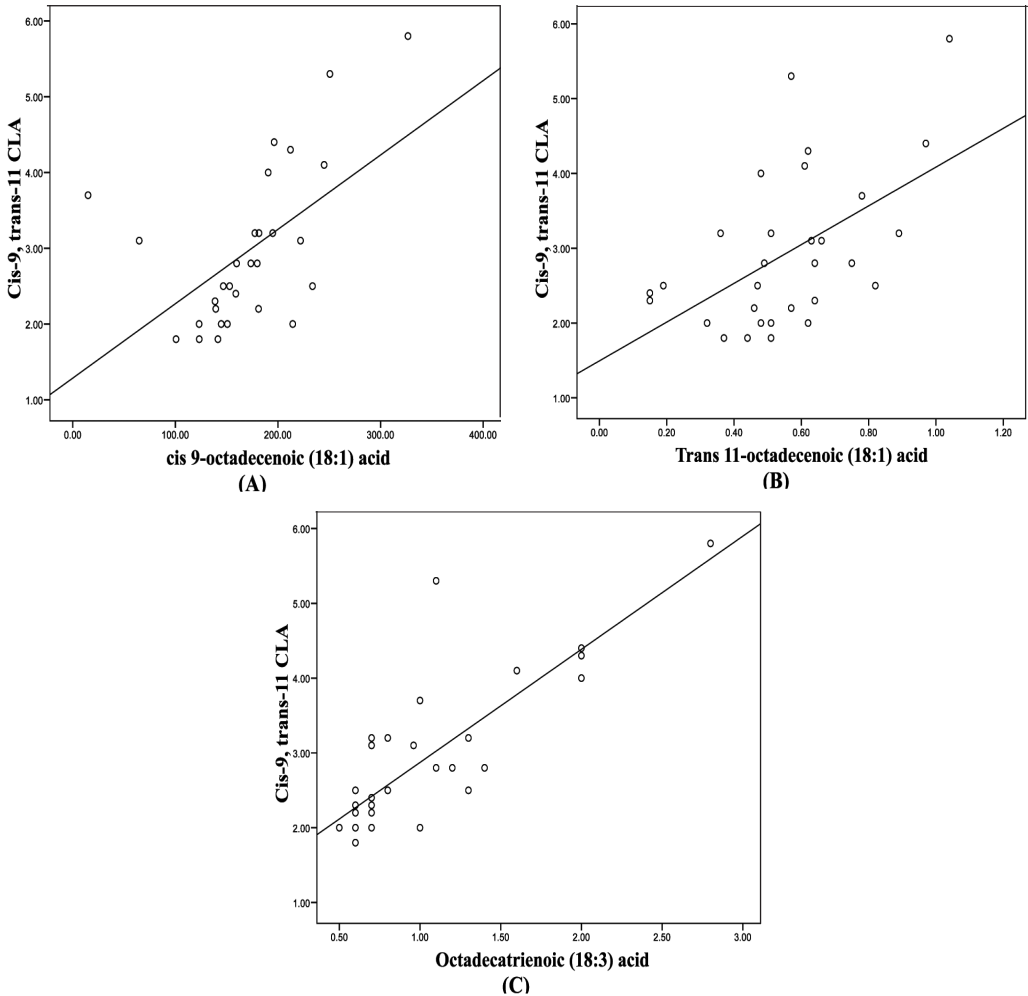 6.00
5.00
4.00
3.00
2.00
1.00
Cis-9, trans-11 CLA
0.00 100.00 200.00 300.00 400.00
cis 9-octadecenoic (18:1) acid
(A)
6.00
5.00
4.00
3.00
2.00
1.00
Cis-9, trans-11 CLA
0.00 0.20 0.40 0.60 0.80 1.00 1.20
Trans 11-octadecenoic (18:1) acid
(B)
6.00
5.00
4.00
3.00
2.00
1.00
Cis-9, trans-11 CLA
0.50 1.00 1.50 2.00 2.50 3.00
Octadecatrienoic (18:3) acid
(C)